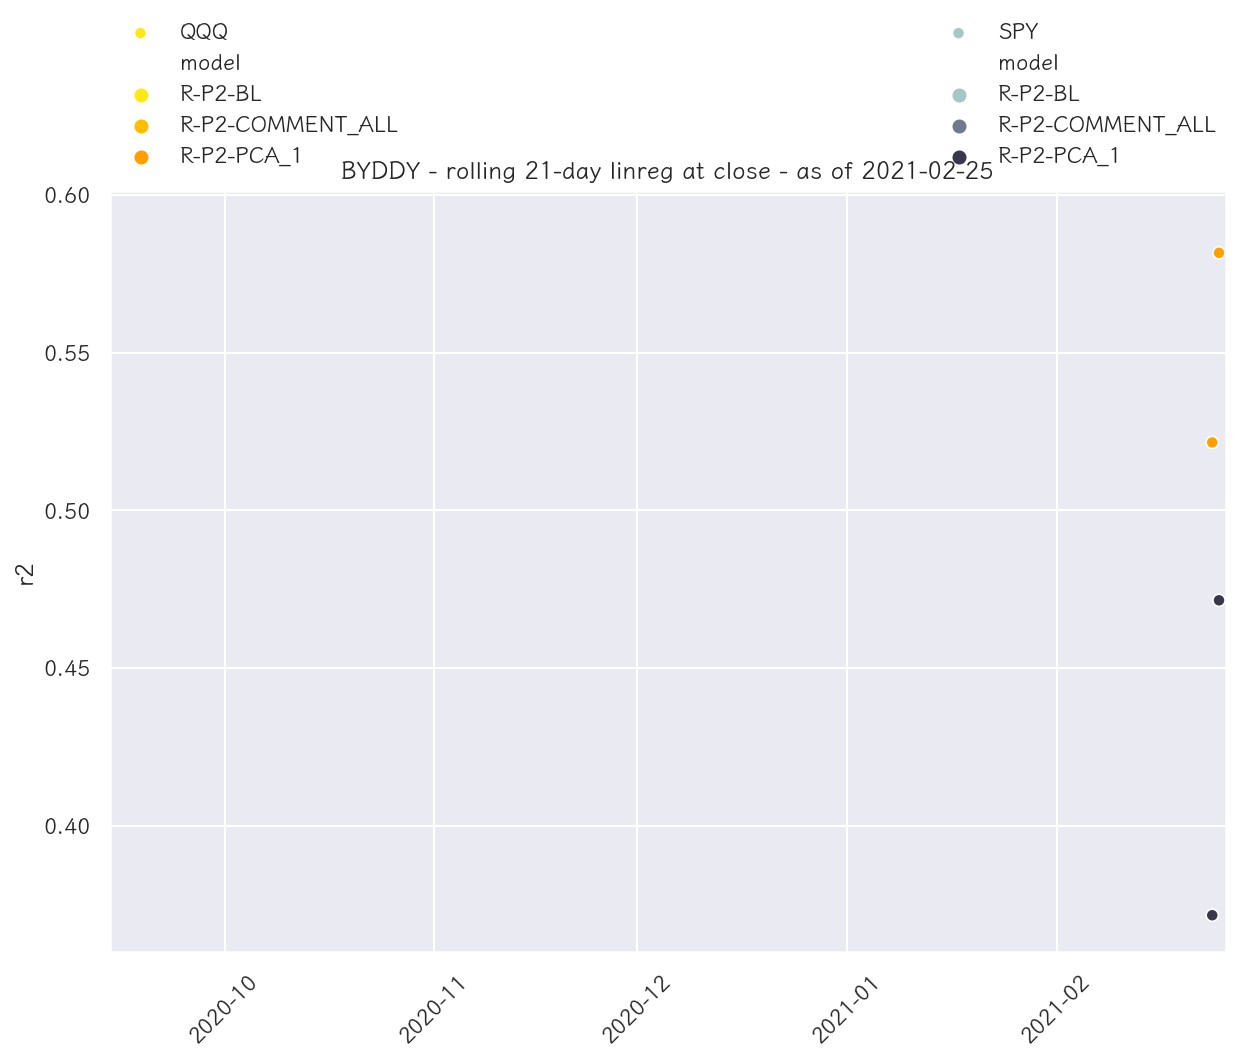 QQQ
model
R-P2-BL
R-P2-COMMENT_ALL
R-P2-PCA_1
SPY
model
R-P2-BL
R-P2-COMMENT_ALL
R-P2-PCA_1
BYDDY - rolling 21-day linreg at close - as of 2021-02-25
0.60
0.55
0.50
0.45
0.40
r2
2020-10
2020-11
2020-12
2021-01
2021-02